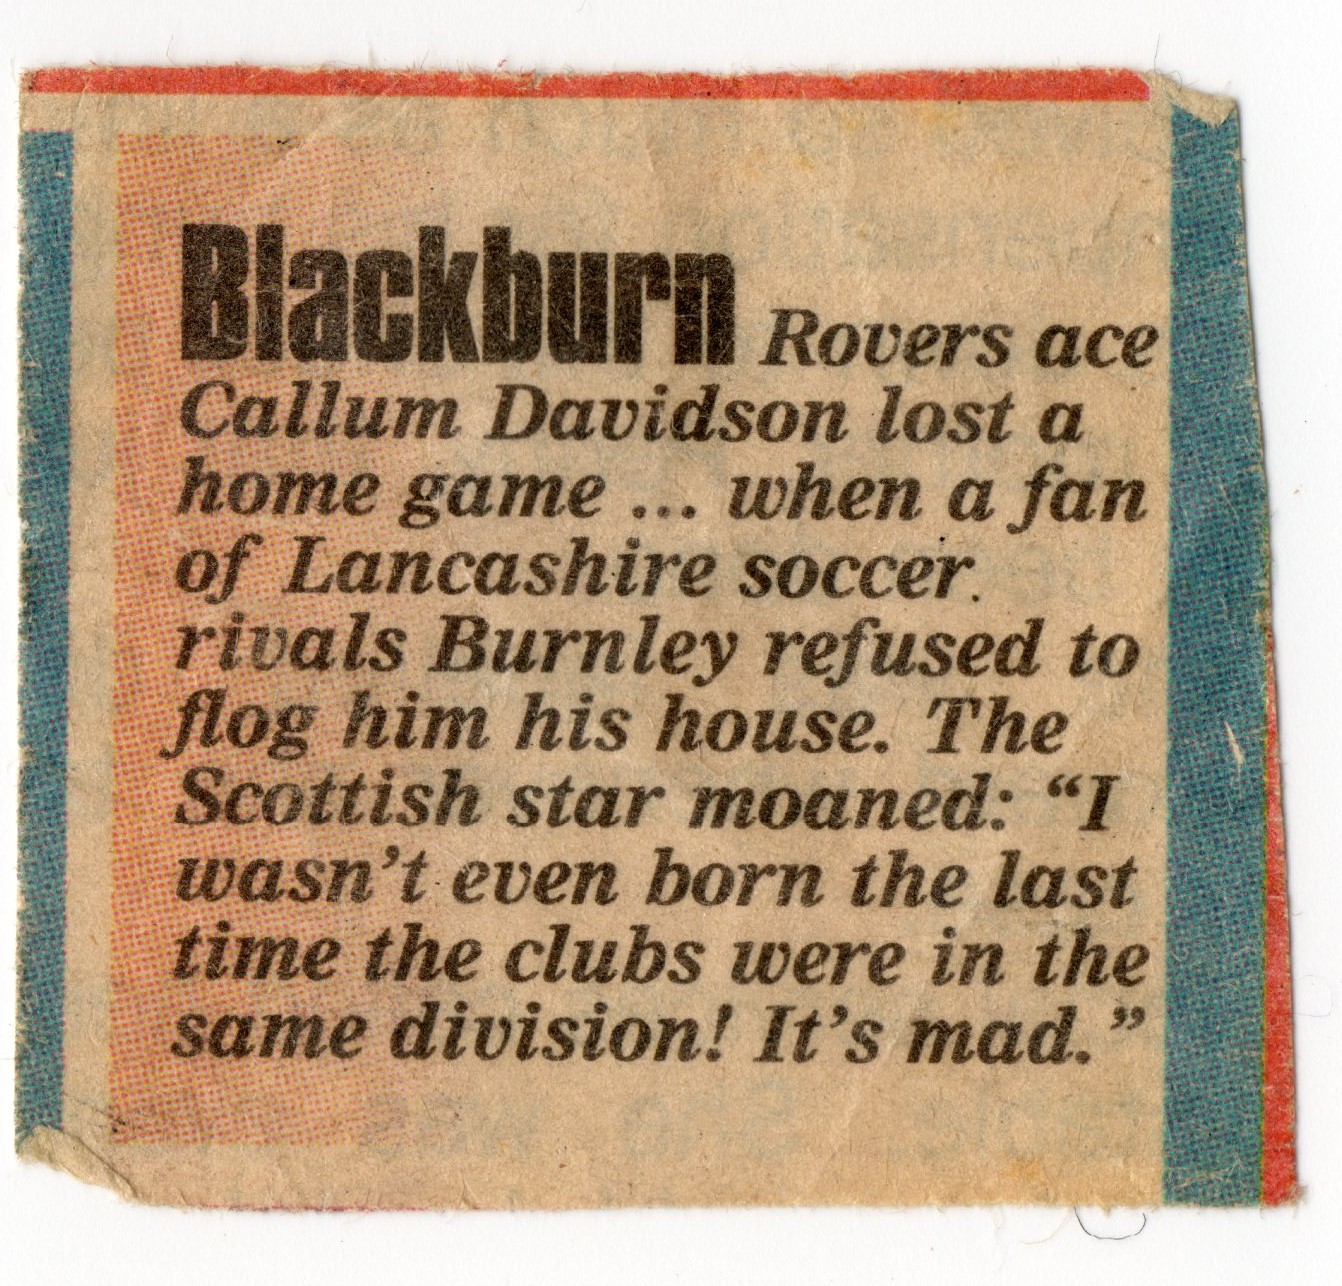 Blackburn Rovers ace
Callum Davidson lost a
home game ... when a fan
of Lancashire soccer
rivals Burnley refused to
flog him his house. The
Scottish star moaned: “I
wasn’t even born the last
time the clubs were in the
same division! It’s mad.”